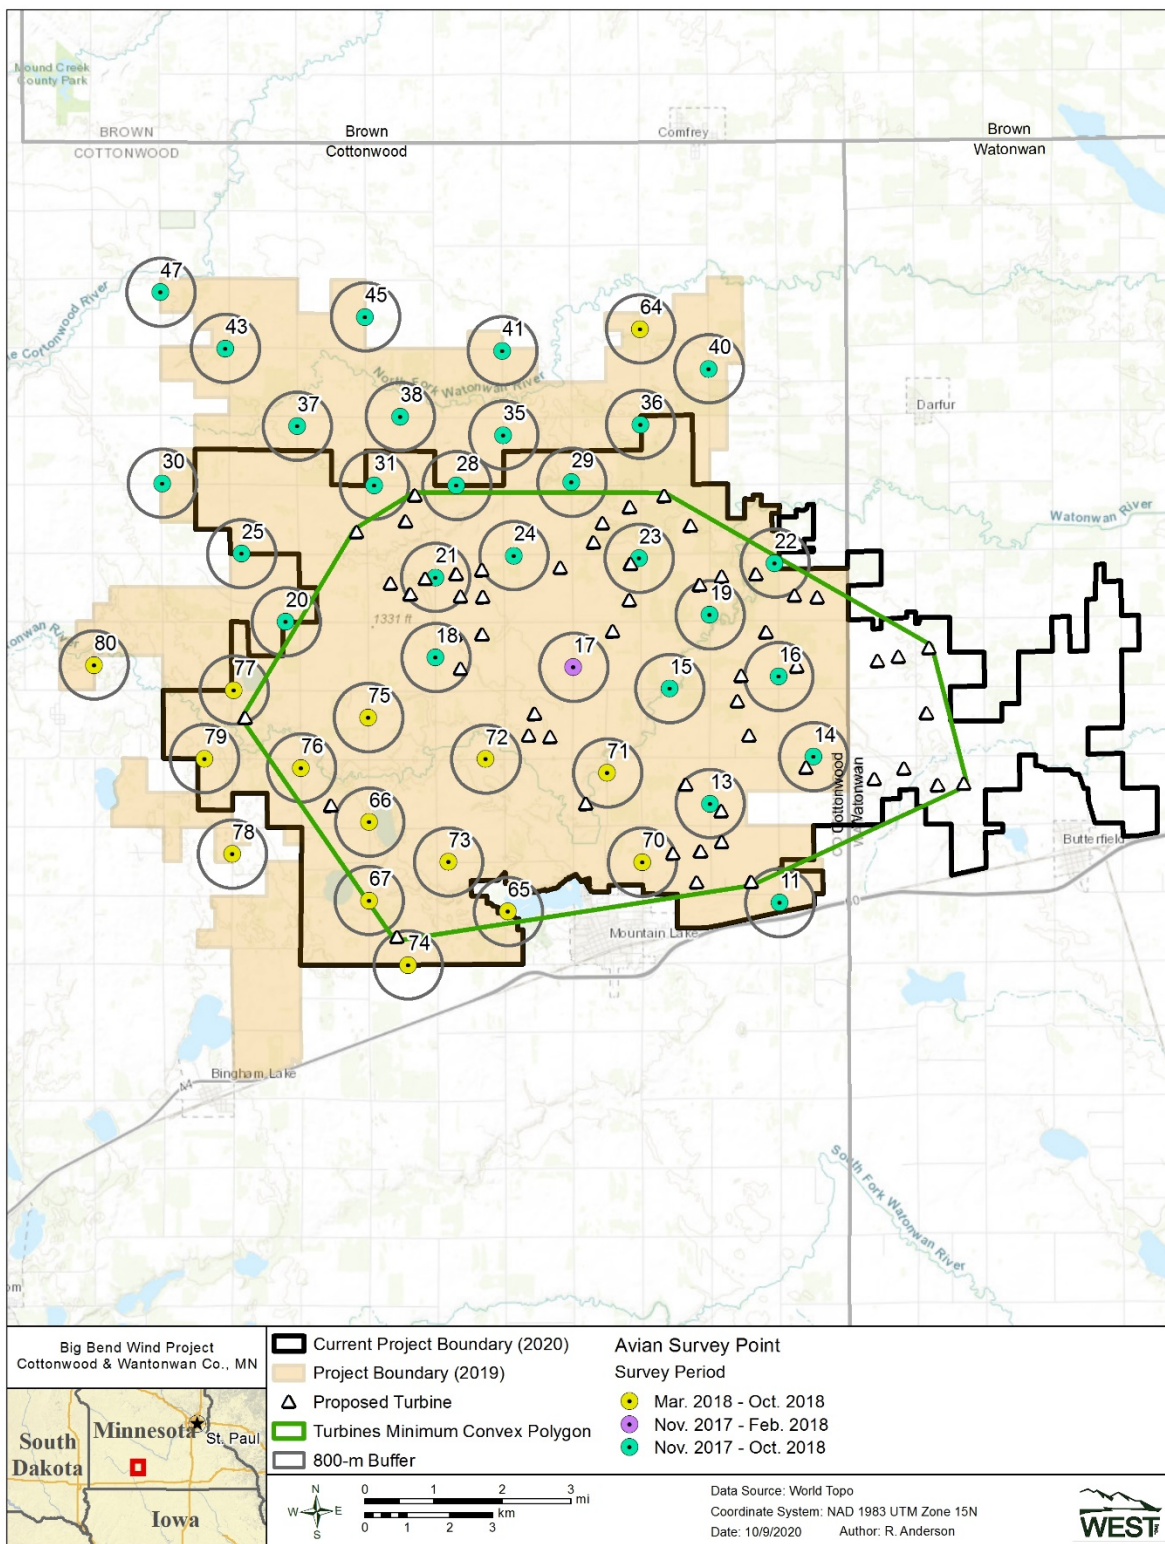 Mound Creek
County Park
BROWN
COTTONWOOD
Brown
Cottonwood
Comfrey
Brown
Watonwan
47
45
64
43
41
40
le Cottonwood River
North Fork Watonwan River
Darfur
38
37
35
36
30
31
28
29
Watonwan River
25
24
23
22
21
20
19
1331 ft
18
17
16
15
80
77
75
79
76
72
71
14
Cottonwood
Watonwan
66
13
78
73
70
Butterfield
67
65
11
60
Mountain Lake
74
Bingham Lake
South Fork Watonwan River
om
Big Bend Wind Project
Cottonwood & Wantonwan Co., MN
Minnesota
St. Paul
South
Dakota
Iowa
Current Project Boundary (2020)
Project Boundary (2019)
Proposed Turbine
Turbines Minimum Convex Polygon
800-m Buffer
Avian Survey Point
Survey Period
Mar. 2018 - Oct. 2018
Nov. 2017 - Feb. 2018
Nov. 2017 - Oct. 2018
N
W E
S
0 1 2 3
mi
km
0 1 2 3
Data Source: World Topo
Coordinate System: NAD 1983 UTM Zone 15N
Date: 10/9/2020 Author: R. Anderson
WEST